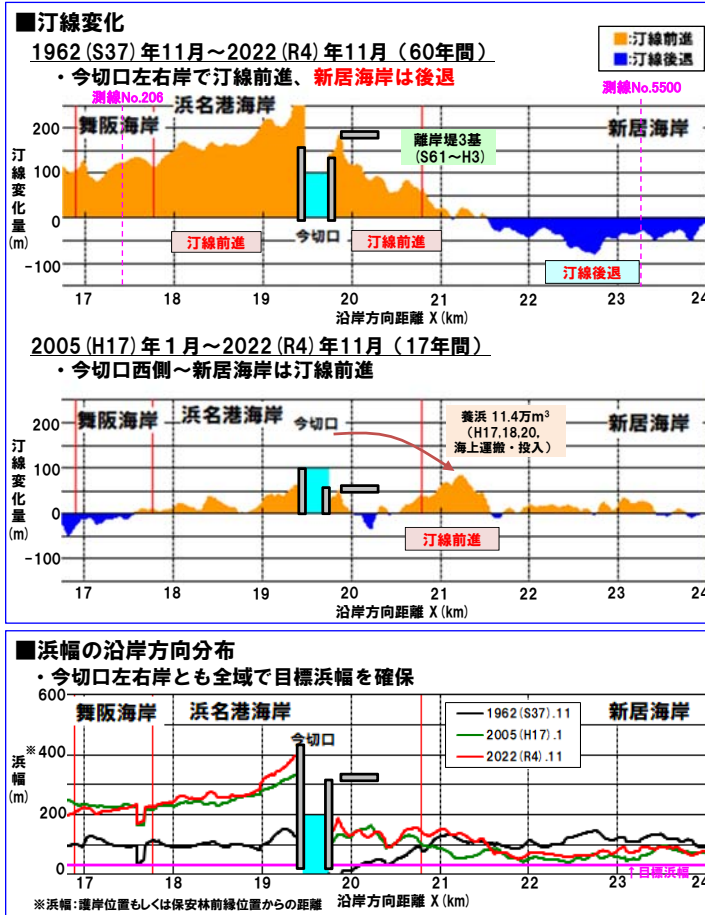 ■汀線変化
1962(S37)年11月～2022(R4)年11月（60年間）
・今切口左右岸で汀線前進、新居海岸は後退
■:汀線前進
■:汀線後退
測線No.206
測線No.5500
舞阪海岸
浜名港海岸
新居海岸
離岸堤3基
(S61～H3)
汀線変化量(m)
200
100
0
-100
汀線前進
今切口
汀線前進
汀線後退
17 18 19 20 21 22 23 24
沿岸方向距離 X (km)
2005(H17)年１月～2022(R4)年11月（17年間）
・今切口西側～新居海岸は汀線前進
舞阪海岸
浜名港海岸
今切口
新居海岸
養浜 11.4万m³
(H17,18,20,
海上運搬・投入)
汀線変化量(m)
200
100
0
-100
汀線前進
17 18 19 20 21 22 23 24
沿岸方向距離 X (km)
■浜幅の沿岸方向分布
・今切口左右岸とも全域で目標浜幅を確保
舞阪海岸
浜名港海岸
今切口
新居海岸
1962(S37).11
2005(H17).1
2022(R4).11
浜幅※(m)
600
400
200
0
↑目標浜幅
17 18 19 20 21 22 23 24
※浜幅:護岸位置もしくは保安林前縁位置からの距離
沿岸方向距離 X (km)